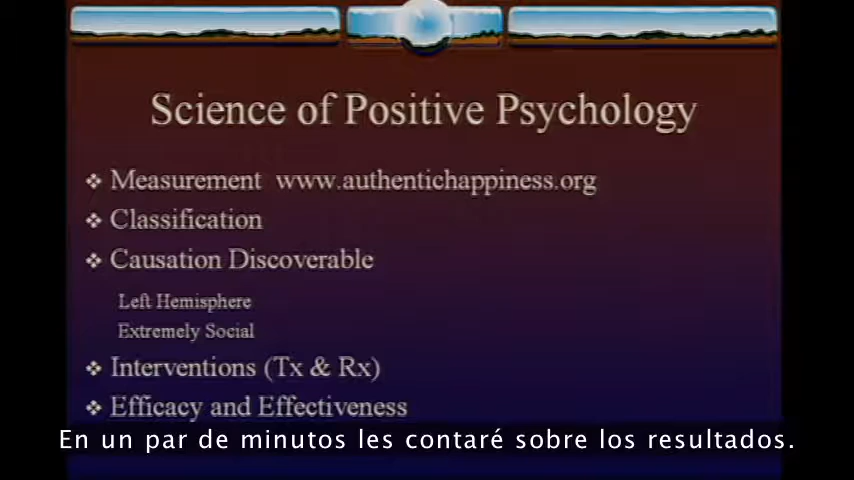 Science of Positive Psychology
❖ Measurement www.authentichappiness.org
❖ Classification
❖ Causation Discoverable
Left Hemisphere
Extremely Social
❖ Interventions (Tx & Rx)
❖ Efficacy and Effectiveness
En un par de minutos les contaré sobre los resultados.